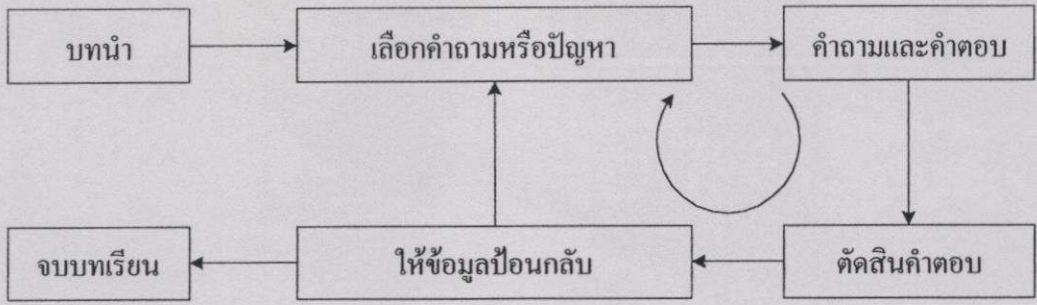 บทนำ
เลือกคำถามหรือปัญหา
คำถามและคำตอบ
จบบทเรียน
ให้ข้อมูลป้อนกลับ
ตัดสินคำตอบ